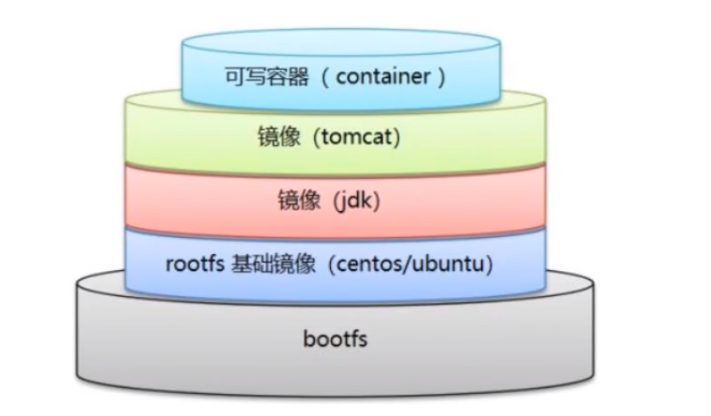 可写容器（ container ）
镜像（tomcat）
镜像（jdk）
rootfs 基础镜像（centos/ubuntu）
bootfs